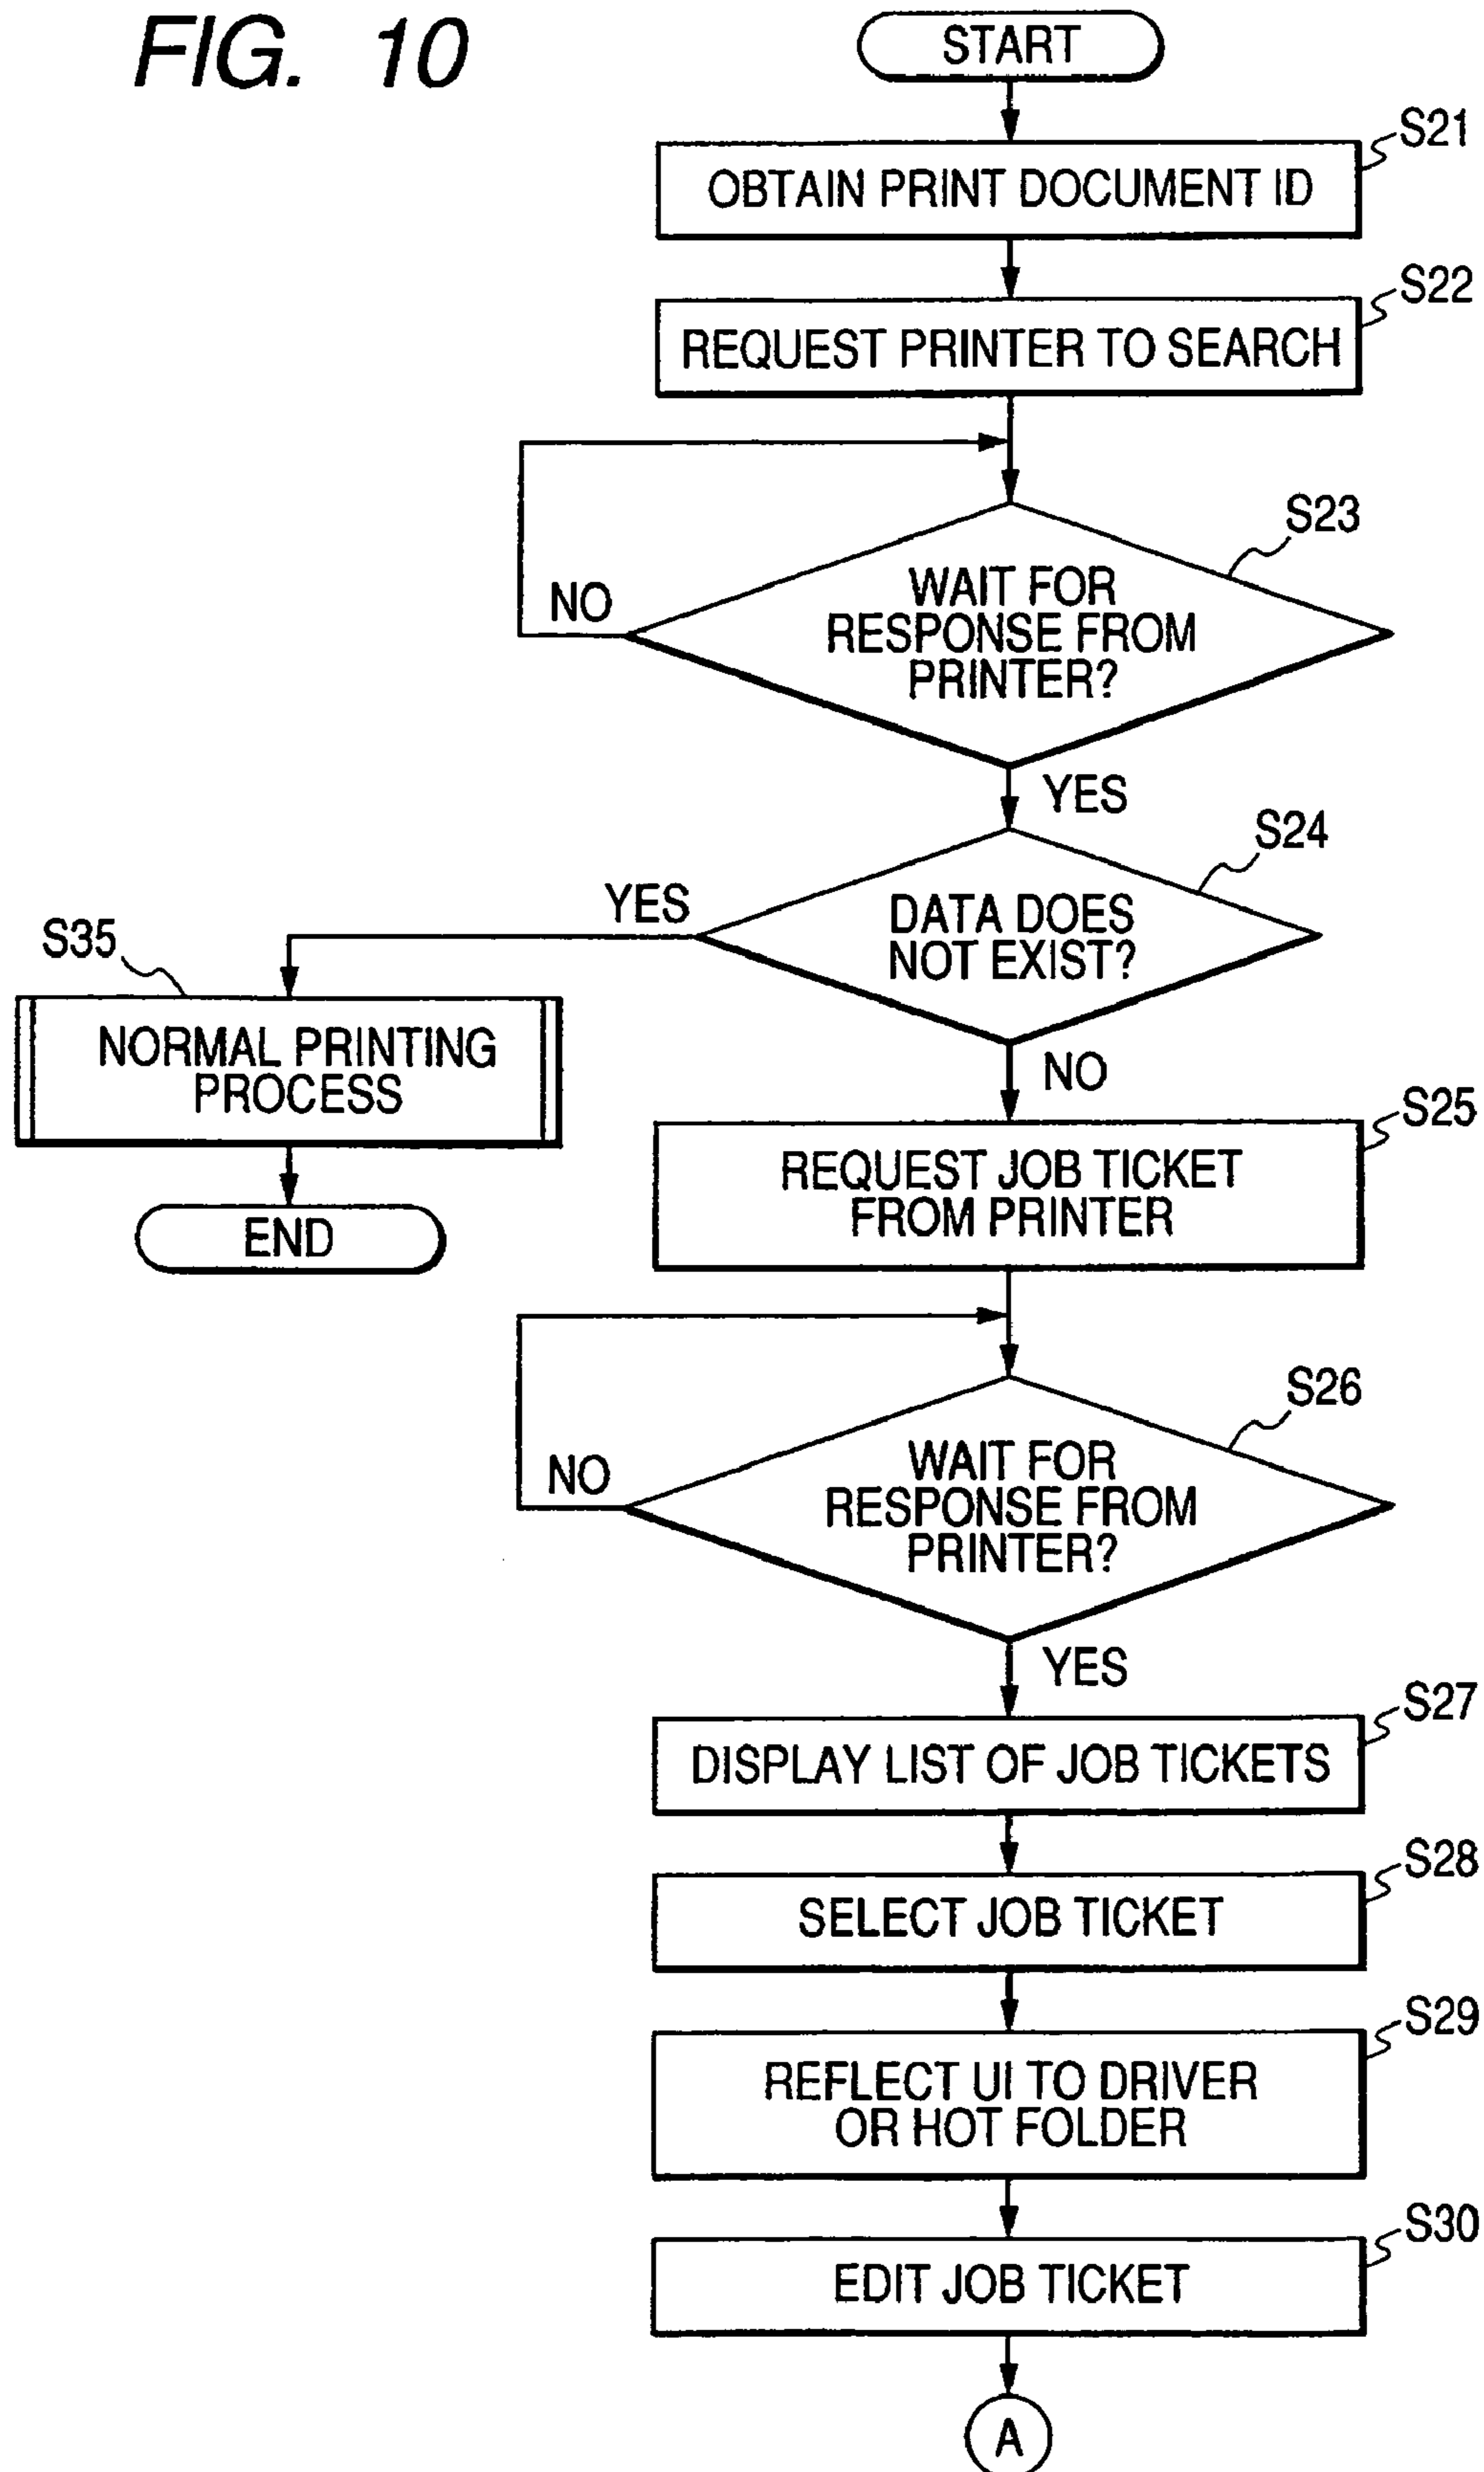 FIG. 10
START
S21
OBTAIN PRINT DOCUMENT ID
S22
REQUEST PRINTER TO SEARCH
S23
WAIT FOR
RESPONSE FROM
PRINTER?
NO
YES
S24
DATA DOES
NOT EXIST?
YES
S35
NORMAL PRINTING
PROCESS
END
NO
S25
REQUEST JOB TICKET
FROM PRINTER
S26
WAIT FOR
RESPONSE FROM
PRINTER?
NO
YES
S27
DISPLAY LIST OF JOB TICKETS
S28
SELECT JOB TICKET
S29
REFLECT UI TO DRIVER
OR HOT FOLDER
S30
EDIT JOB TICKET
A